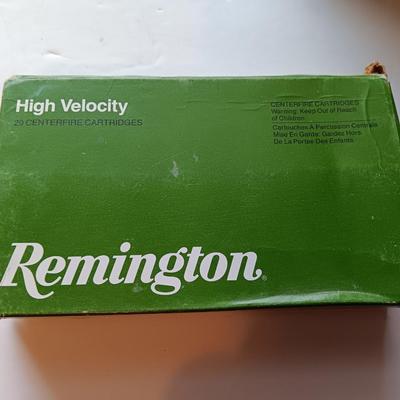 High Velocity
20 CENTERFIRE CARTRIDGES
CENTERFIRE CARTRIDGES
Warning: Keep Out of Reach
of Children
Cartouches À Percussion Centrale
Mise En Garde: Gardez Hors
De La Portee Des Enfants
Remington®